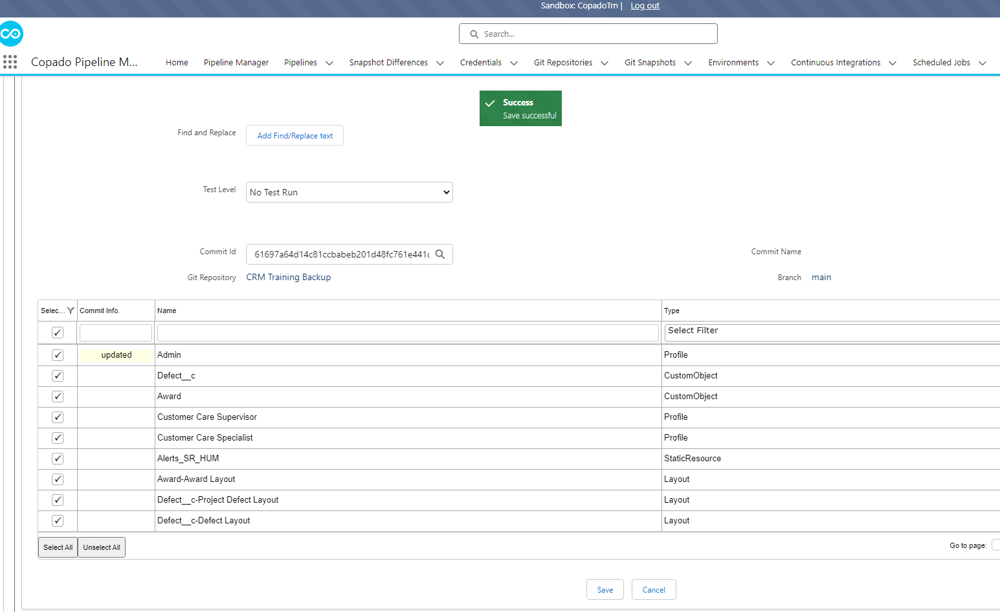 Sandbox: CopadoTrn | Log out
Search...
Copado Pipeline M... Home Pipeline Manager Pipelines Snapshot Differences Credentials Git Repositories Git Snapshots Environments Continuous Integrations Scheduled Jobs
Success
Save successful
Find and Replace Add Find/Replace text
Test Level No Test Run
Commit Id 61697a64d14c81ccbabeb201d48fc761e441 Commit Name
Git Repository CRM Training Backup Branch main
Selec... Commit Info. Name Type
Select Filter
updated Admin Profile
Defect__c CustomObject
Award CustomObject
Customer Care Supervisor Profile
Customer Care Specialist Profile
Alerts_SR_HUM StaticResource
Award-Award Layout Layout
Defect__c-Project Defect Layout Layout
Defect__c-Defect Layout Layout
Select All Unselect All Go to page:
Save Cancel